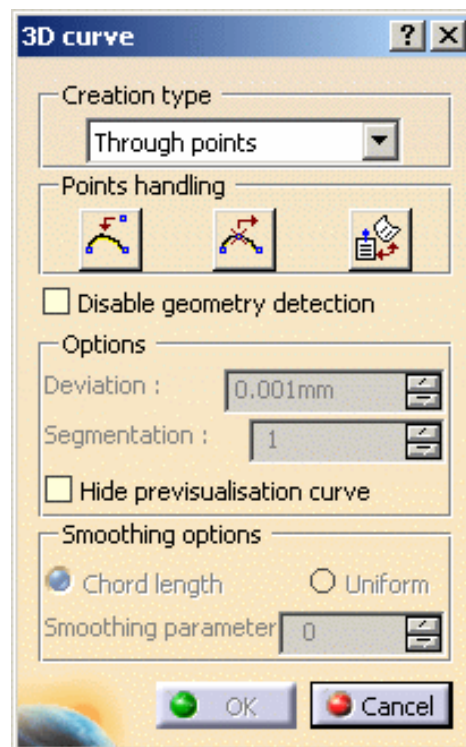 3D curve
Creation type
Through points
Points handling
Disable geometry detection
Options
Deviation : 0.001mm
Segmentation : 1
Hide previsualisation curve
Smoothing options
Chord length Uniform
Smoothing parameter 0
OK Cancel